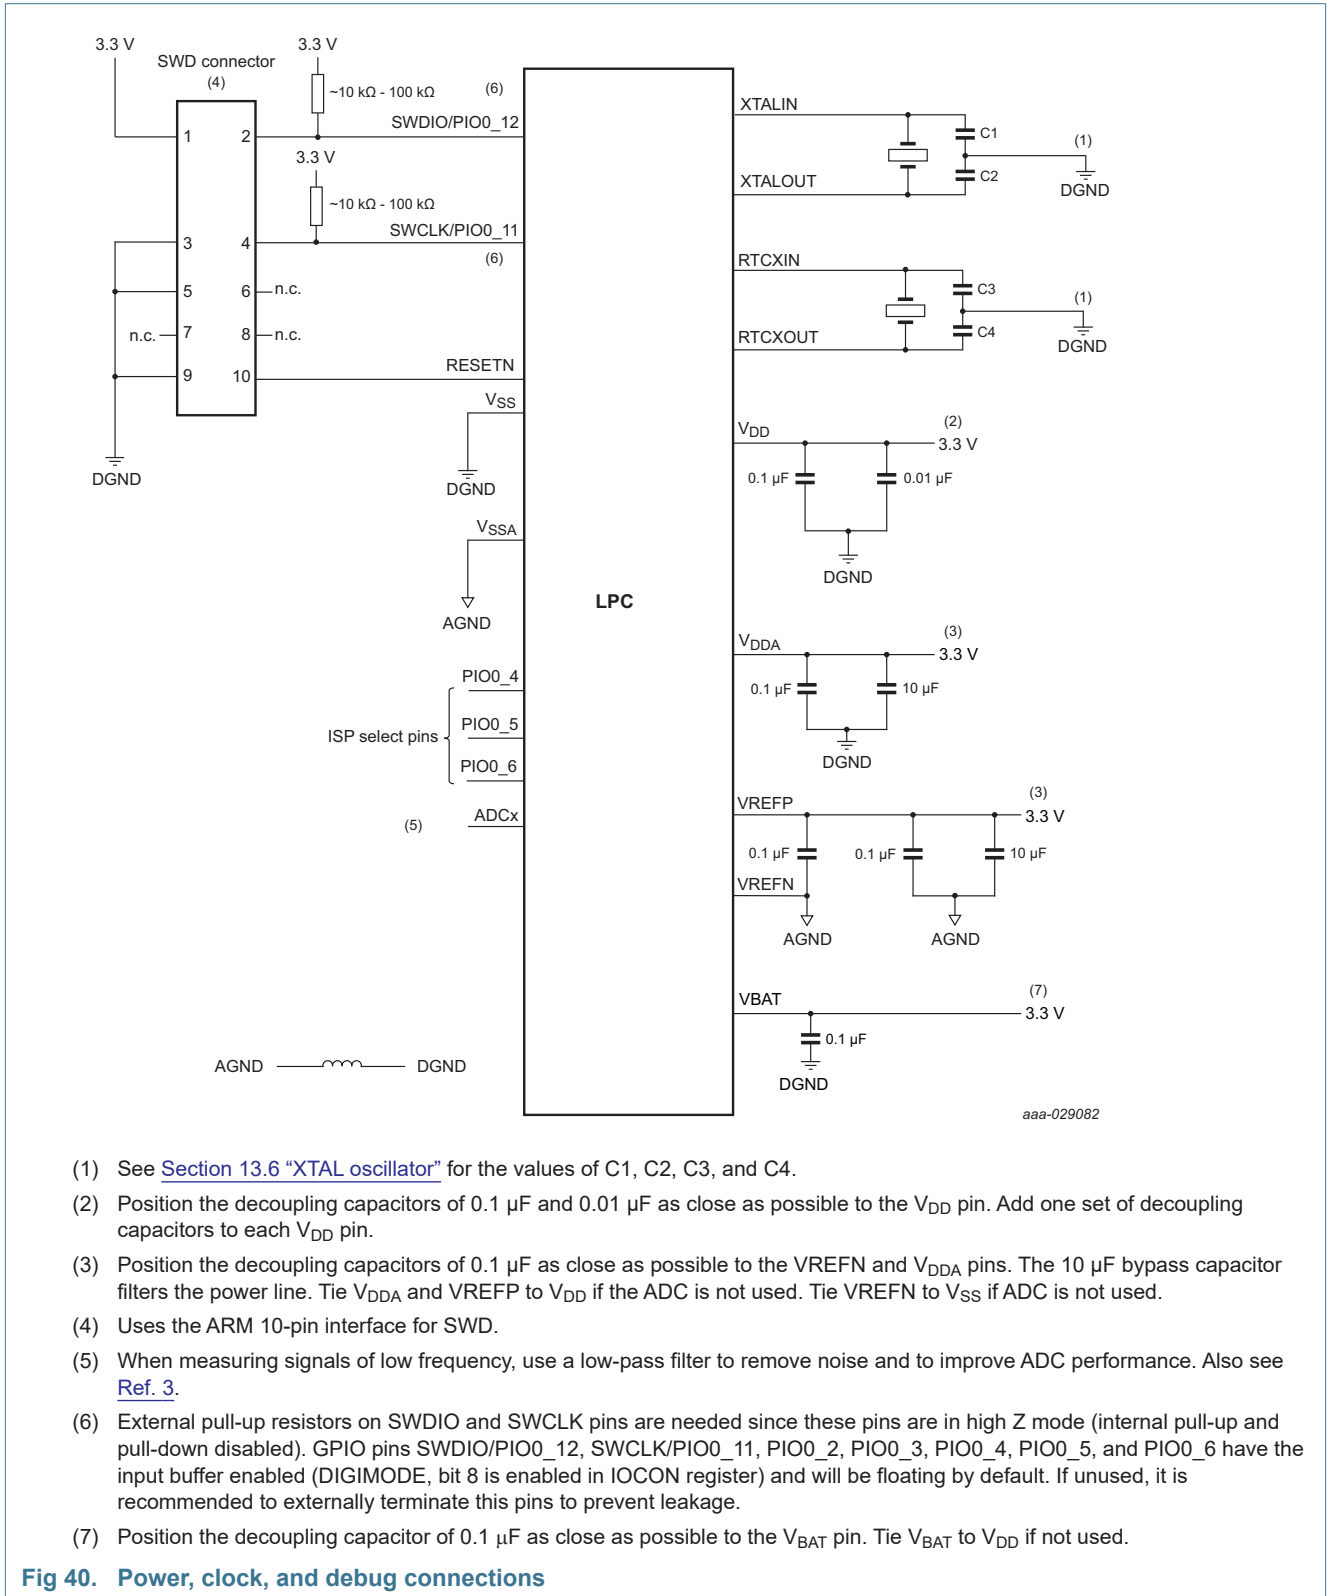 3.3 V
SWD connector
(4)
3.3 V
~10 kΩ - 100 kΩ
(6)
SWDIO/PIO0_12
1
2
3.3 V
~10 kΩ - 100 kΩ
SWCLK/PIO0_11
(6)
3
4
5
6
n.c.
n.c.
7
8
n.c.
9
10
RESETN
DGND
VSS
DGND
VSSA
AGND
LPC
PIO0_4
ISP select pins
PIO0_5
PIO0_6
(5)
ADCx
AGND
DGND
XTALIN
C1
(1)
XTALOUT
C2
DGND
RTCXIN
C3
(1)
RTCXOUT
C4
DGND
VDD
(2)
3.3 V
0.1 µF
0.01 µF
DGND
VDDA
(3)
3.3 V
0.1 µF
10 µF
DGND
VREFP
(3)
3.3 V
0.1 µF
0.1 µF
10 µF
VREFN
AGND
AGND
VBAT
(7)
3.3 V
0.1 µF
DGND
aaa-029082
(1) See Section 13.6 “XTAL oscillator” for the values of C1, C2, C3, and C4.
(2) Position the decoupling capacitors of 0.1 µF and 0.01 µF as close as possible to the VDD pin. Add one set of decoupling
capacitors to each VDD pin.
(3) Position the decoupling capacitors of 0.1 µF as close as possible to the VREFN and VDDA pins. The 10 µF bypass capacitor
filters the power line. Tie VDDA and VREFP to VDD if the ADC is not used. Tie VREFN to VSS if ADC is not used.
(4) Uses the ARM 10-pin interface for SWD.
(5) When measuring signals of low frequency, use a low-pass filter to remove noise and to improve ADC performance. Also see
Ref. 3.
(6) External pull-up resistors on SWDIO and SWCLK pins are needed since these pins are in high Z mode (internal pull-up and
pull-down disabled). GPIO pins SWDIO/PIO0_12, SWCLK/PIO0_11, PIO0_2, PIO0_3, PIO0_4, PIO0_5, and PIO0_6 have the
input buffer enabled (DIGIMODE, bit 8 is enabled in IOCON register) and will be floating by default. If unused, it is
recommended to externally terminate this pins to prevent leakage.
(7) Position the decoupling capacitor of 0.1 µF as close as possible to the VBAT pin. Tie VBAT to VDD if not used.
Fig 40. Power, clock, and debug connections